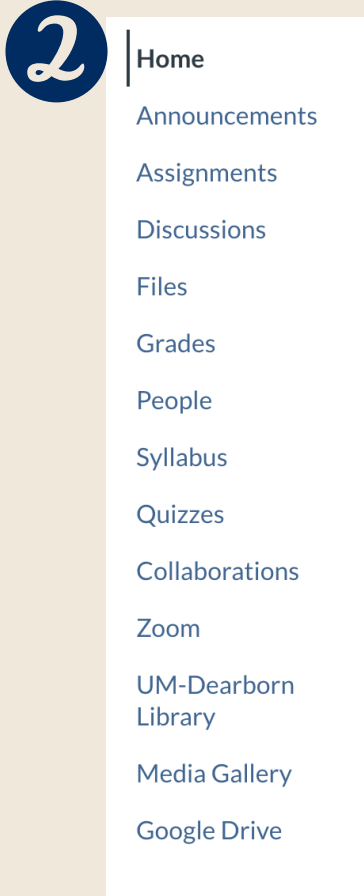 2
Home
Announcements
Assignments
Discussions
Files
Grades
People
Syllabus
Quizzes
Collaborations
Zoom
UM-Dearborn
Library
Media Gallery
Google Drive